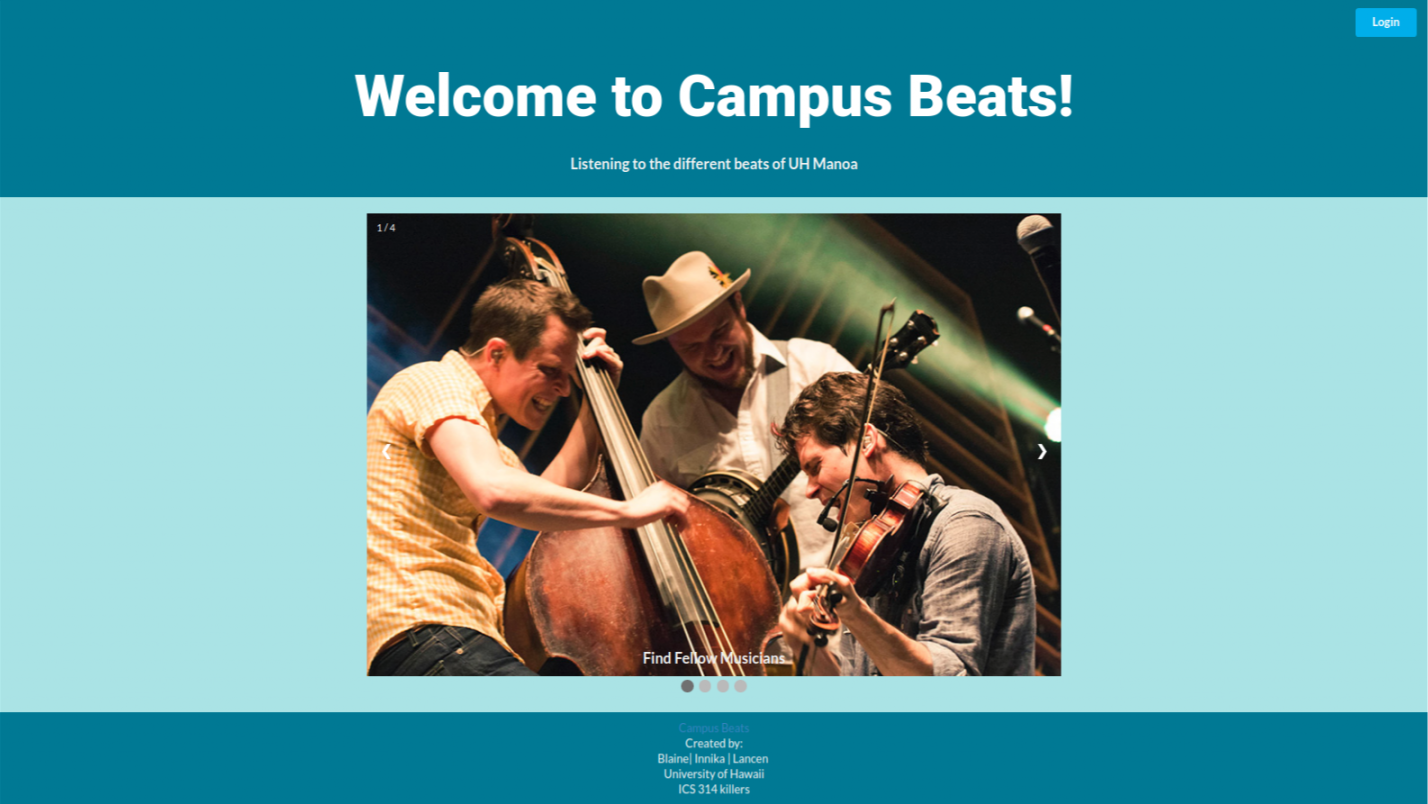 Login
Welcome to Campus Beats!
Listening to the different beats of UH Manoa
1 / 4
Find Fellow Musicians
Campus Beats
Created by:
Blaine| Innika | Lancen
University of Hawaii
ICS 314 killers